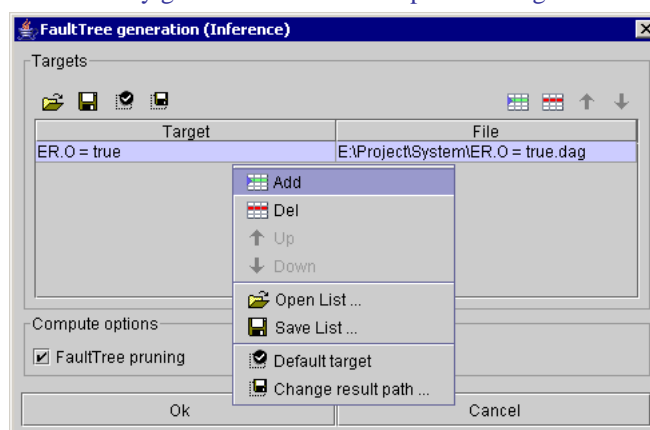 FaultTree generation (Inference)
Targets
Target File
ER.O = true E:\Project\System\ER.O = true.dag
Add
Del
Up
Down
Open List ...
Save List ...
Compute options
FaultTree pruning
Default target
Change result path ...
Ok Cancel